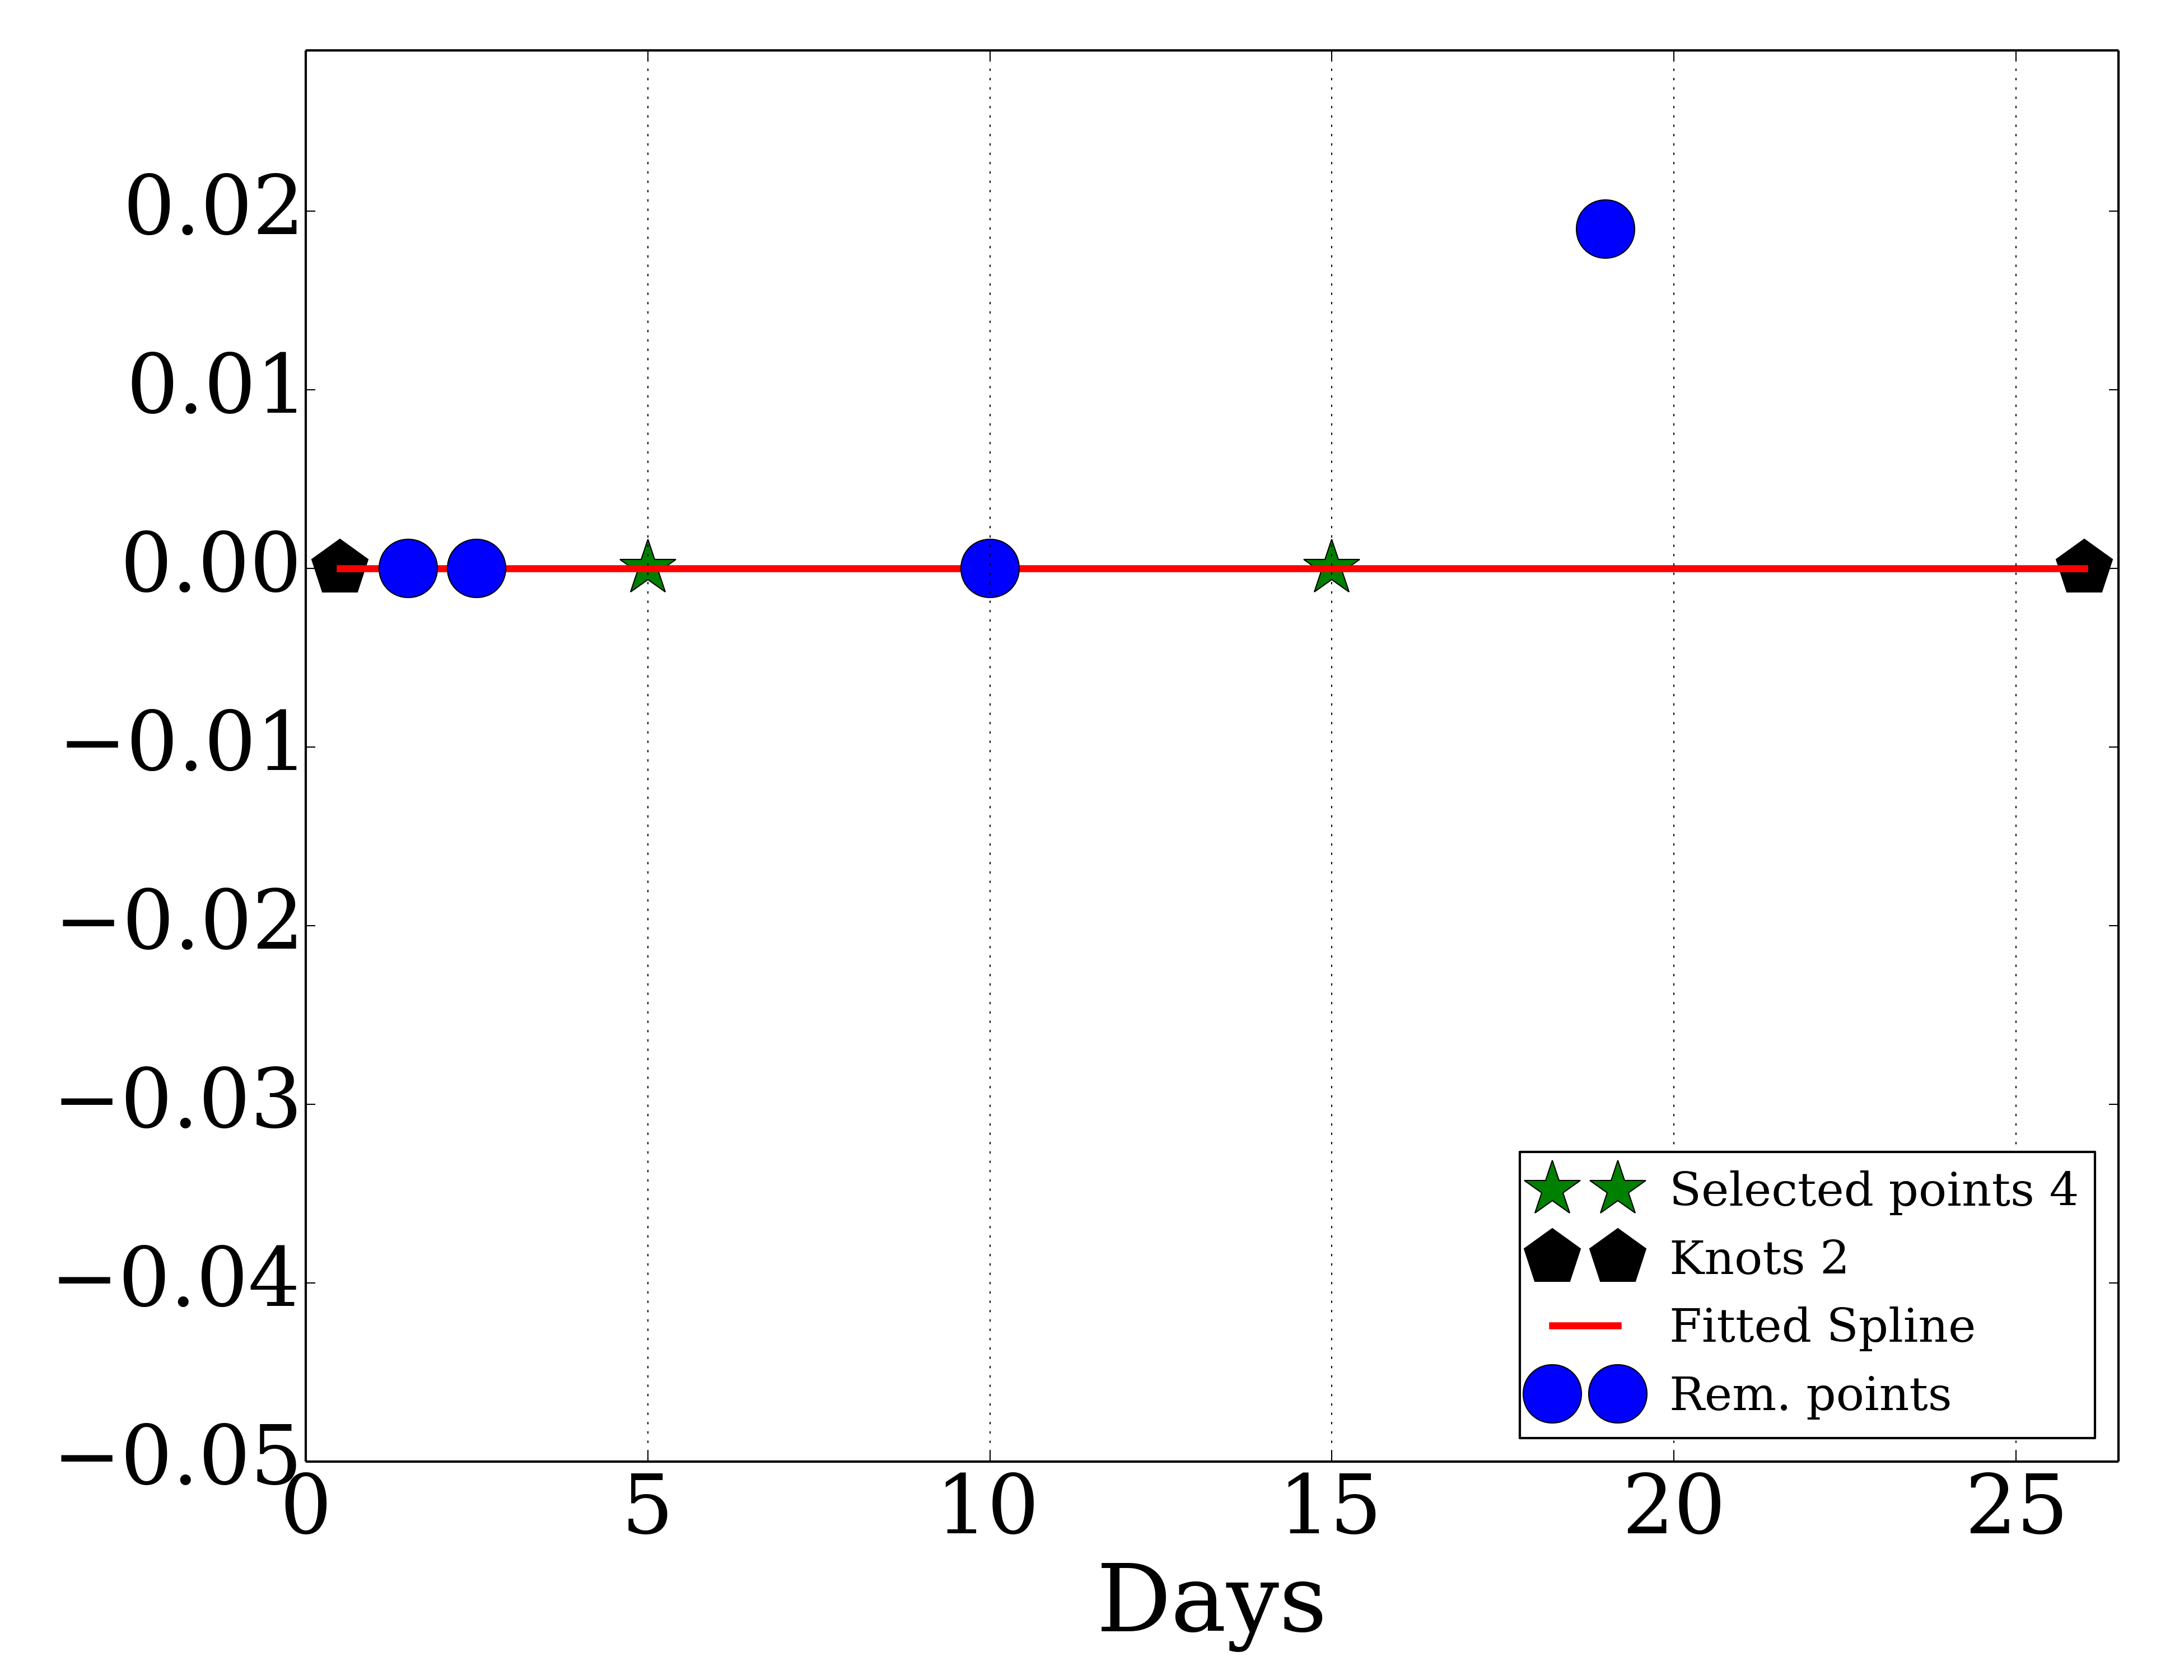 0.02
0.01
0.00
−0.01
−0.02
−0.03
−0.04
−0.05
Selected points 4
Knots 2
Fitted Spline
Rem. points
0 5 10 15 20 25
Days